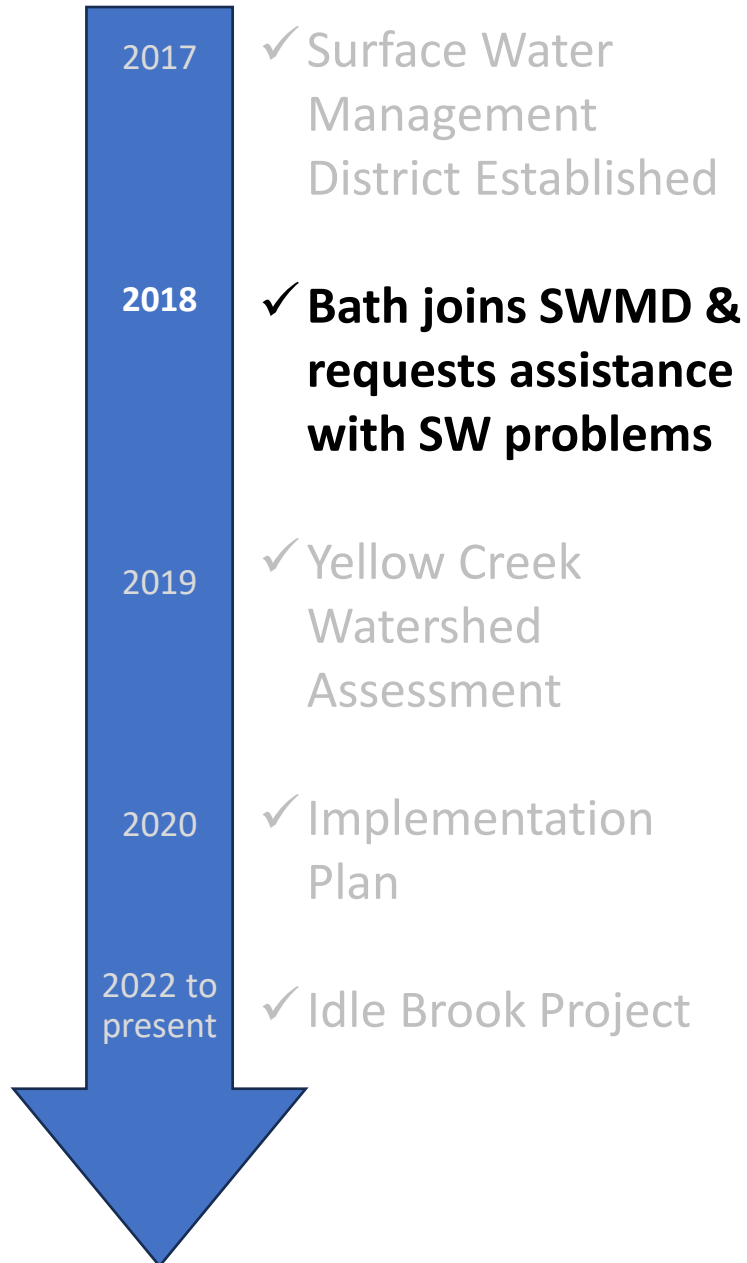 2017
✓ Surface Water
Management
District Established
2018
✓ Bath joins SWMD &
requests assistance
with SW problems
2019
✓ Yellow Creek
Watershed
Assessment
2020
✓ Implementation
Plan
2022 to
present
✓ Idle Brook Project